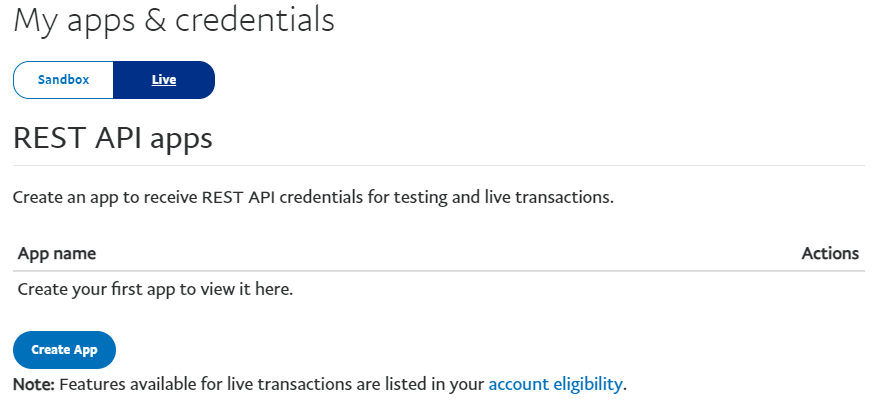 My apps & credentials
Sandbox Live
REST API apps
Create an app to receive REST API credentials for testing and live transactions.
App name Actions
Create your first app to view it here.
Create App
Note: Features available for live transactions are listed in your account eligibility.